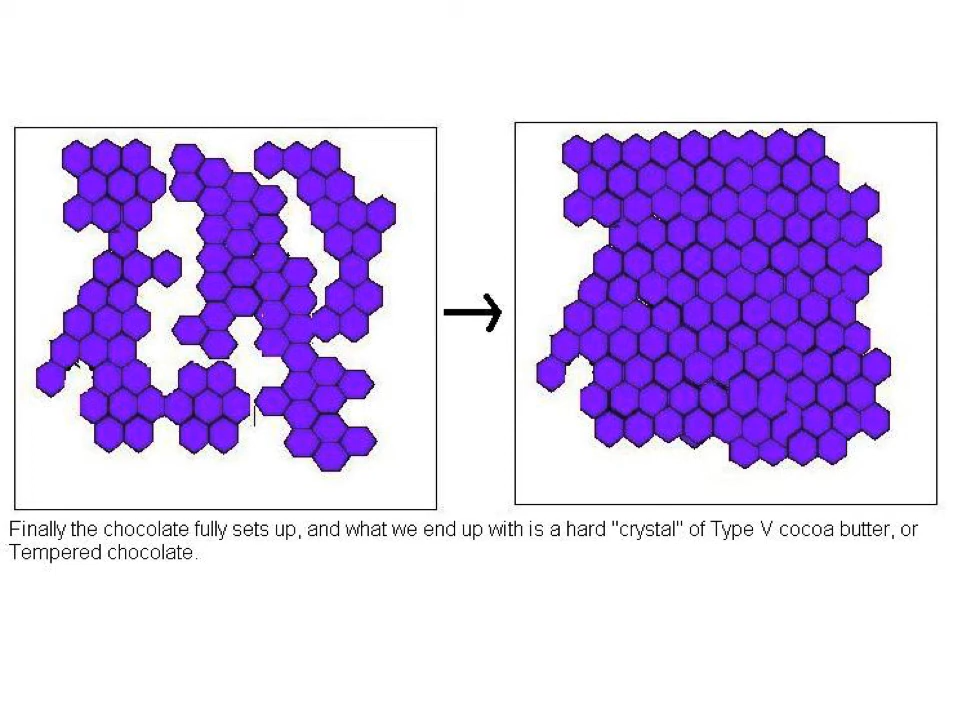 Finally the chocolate fully sets up, and what we end up with is a hard "crystal" of Type V cocoa butter, or
Tempered chocolate.